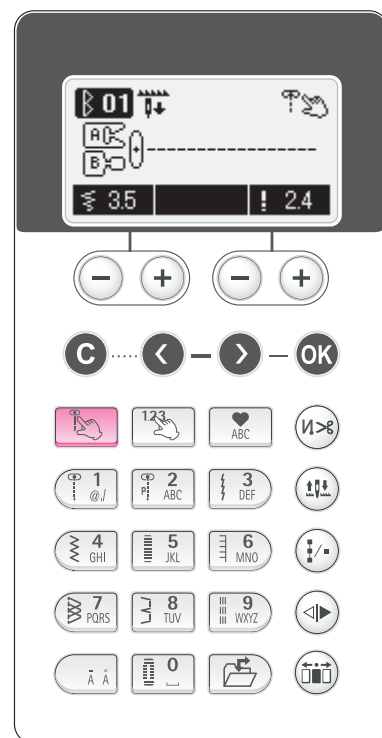 01
A
B
3.5 ! 2.4
− + − +
C OK
123 ABC
1 @./ P 2 ABC 3 DEF
4 GHI 5 JKL 6 MNO
7 PQRS 8 TUV 9 WXYZ
Ā Ä 0